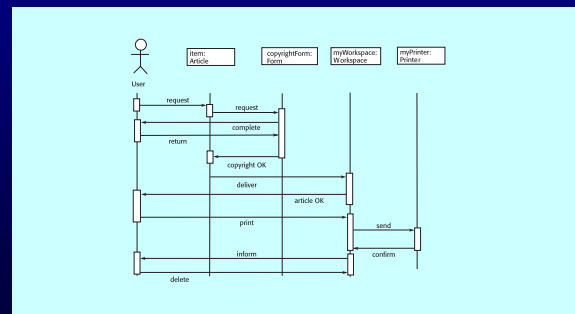 item:
Article
copyrightForm:
Form
myWorkspace:
Workspace
myPrinter:
Printer
User
request
request
complete
return
copyright OK
deliver
article OK
print
send
inform
confirm
delete